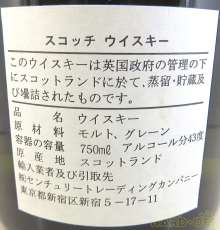 スコッチ ウイスキー
このウイスキーは英国政府の管理の下
にスコットランドに於て、蒸留・貯蔵及
び壜詰されたものです。
品名 ウイスキー
原材料 モルト、グレーン
容器の容量 750㎖ アルコール分43度
原産地 スコットランド
輸入業者及び引取先
㈱センチュリートレーディングカンパニー
東京都新宿区新宿5-17-11